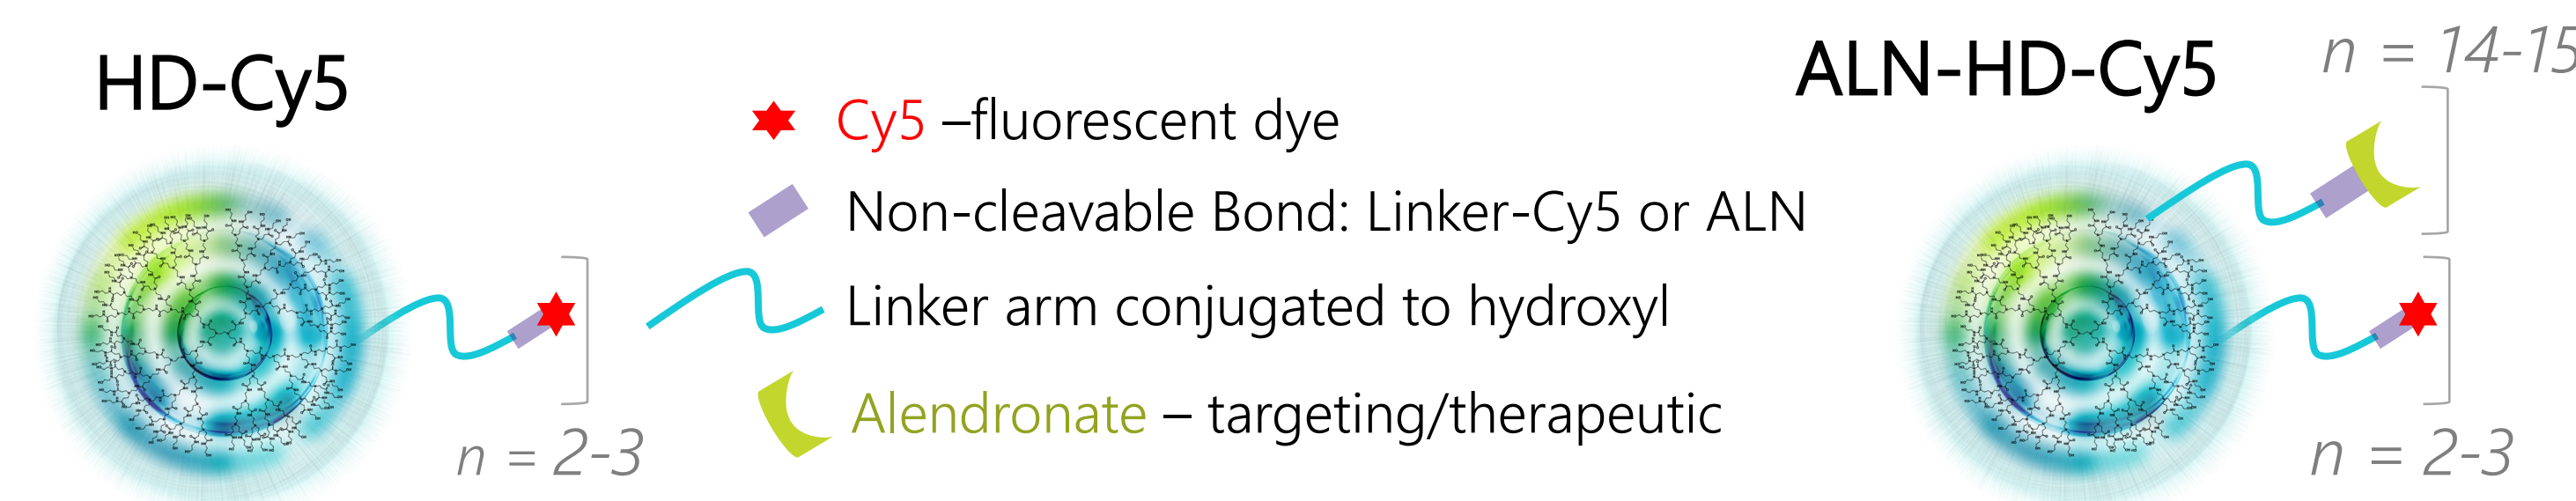 HD-Cy5
n = 2-3
Cy5 –fluorescent dye
Non-cleavable Bond: Linker-Cy5 or ALN
Linker arm conjugated to hydroxyl
Alendronate – targeting/therapeutic
ALN-HD-Cy5
n = 14-15
n = 2-3